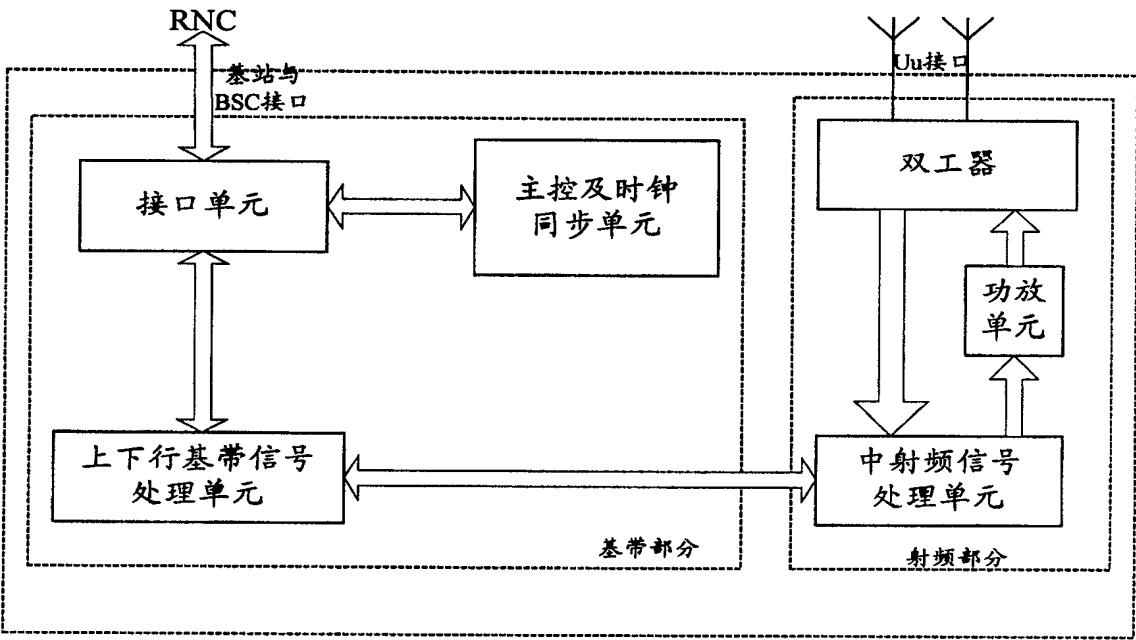 RNC
基站与
BSC接口
Uu接口
接口单元
主控及时钟
同步单元
双工器
功放
单元
上下行基带信号
处理单元
中射频信号
处理单元
基带部分
射频部分